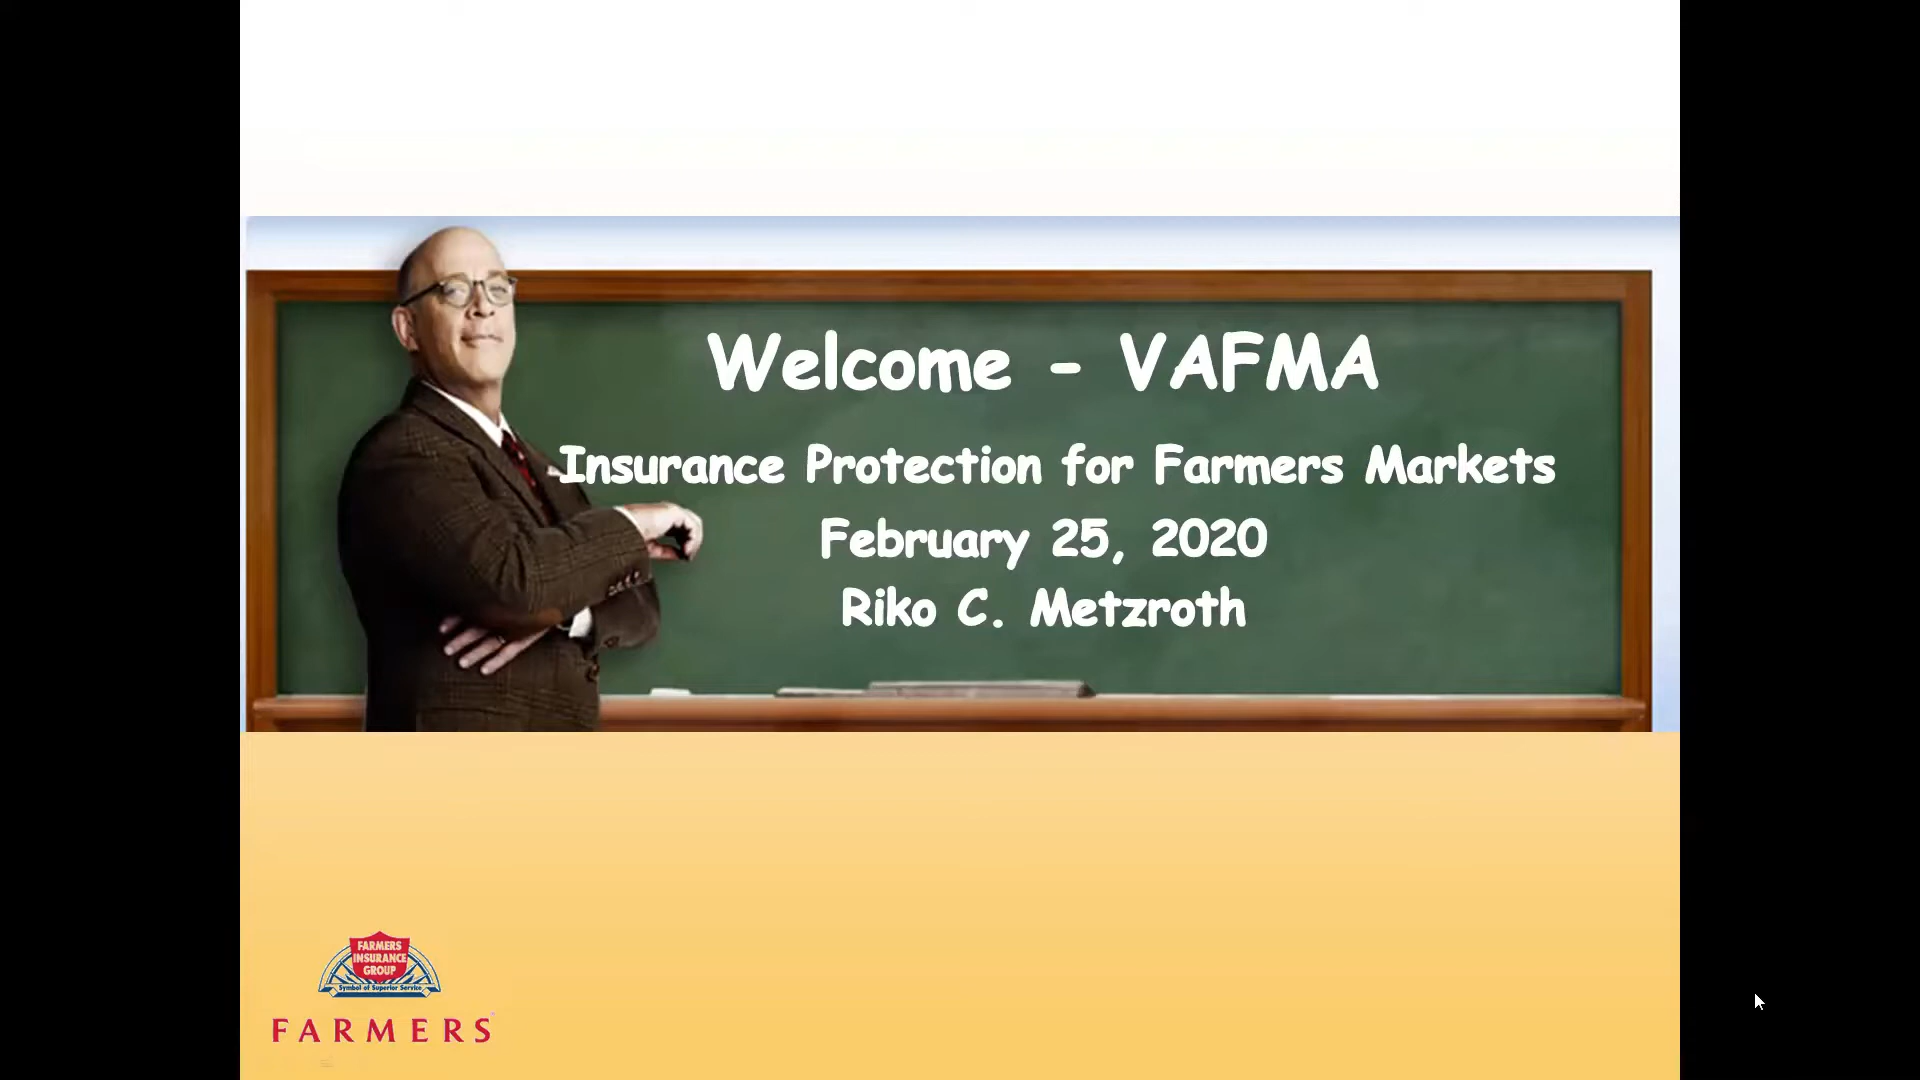 Welcome - VAFMA
Insurance Protection for Farmers Markets
February 25, 2020
Riko C. Metzroth
FARMERS
INSURANCE
GROUP
Symbol of Superior Service
FARMERS